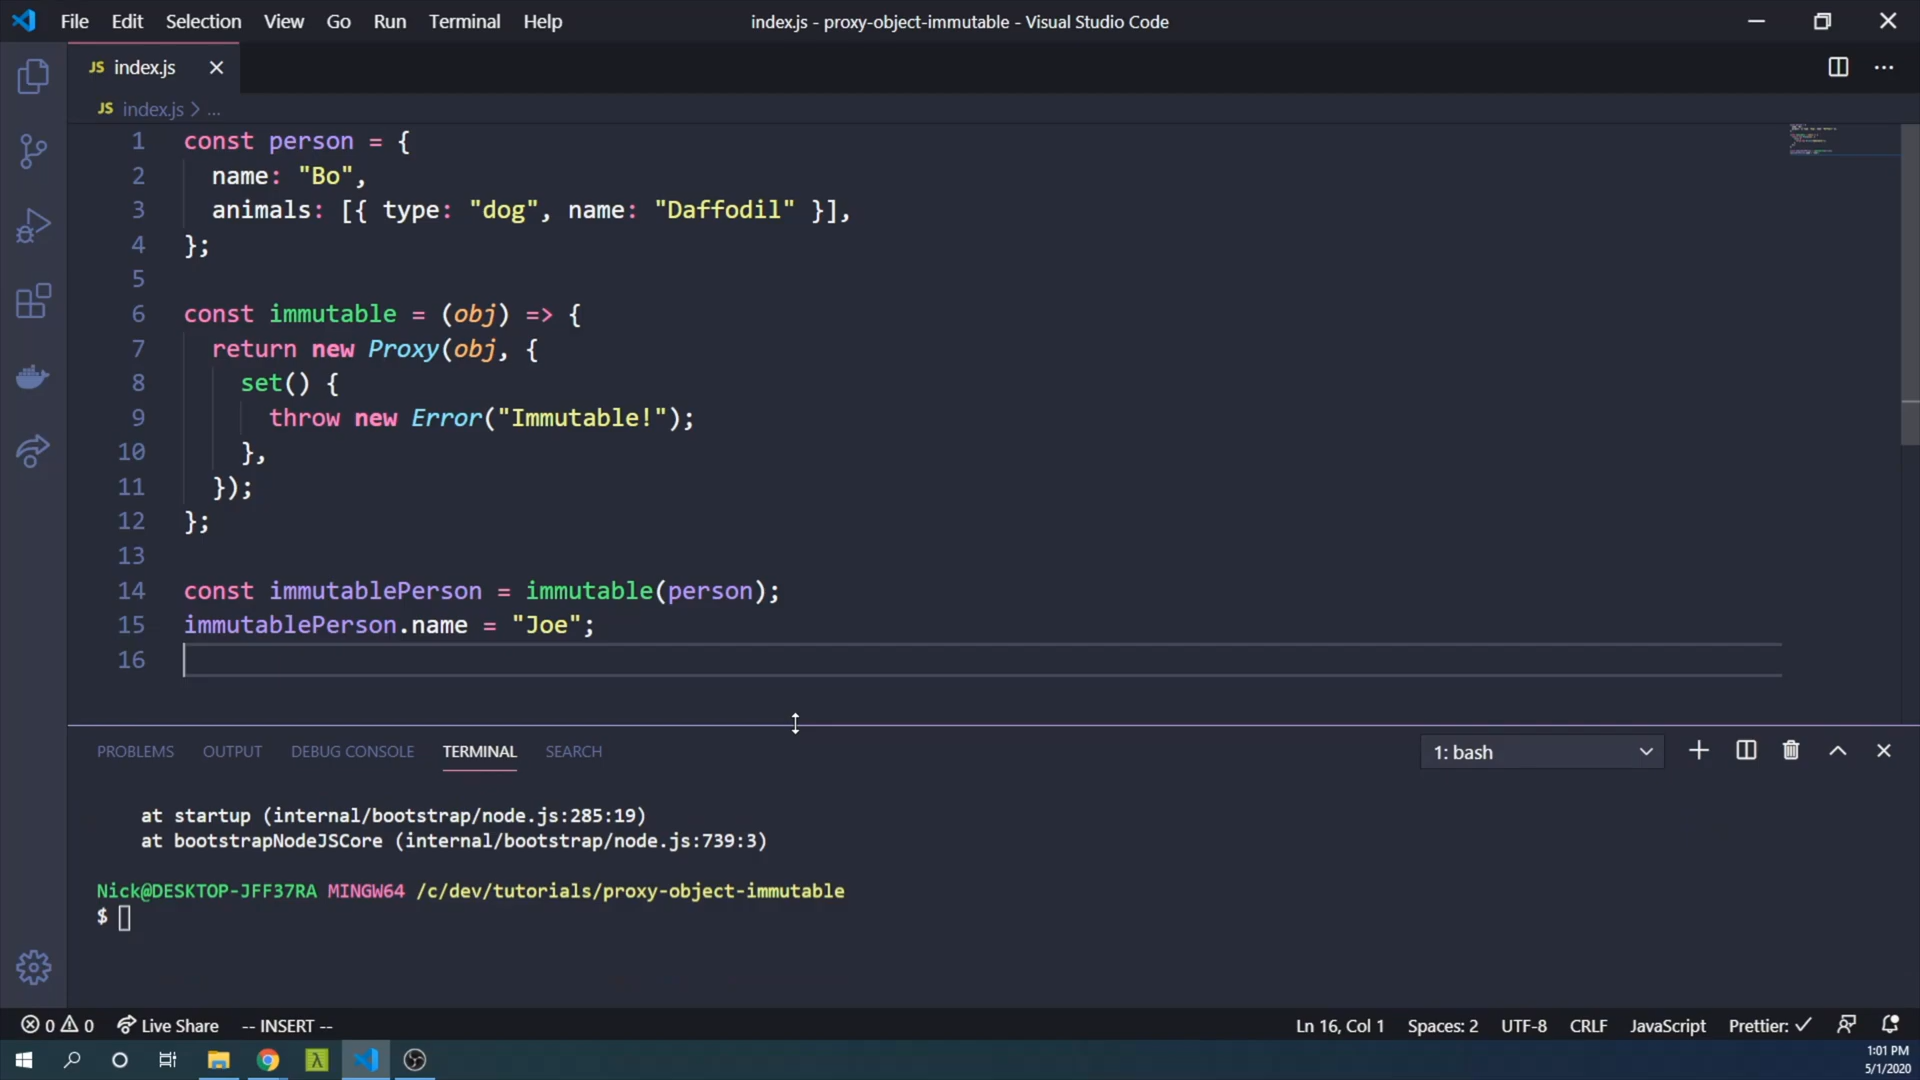 File Edit Selection View Go Run Terminal Help index.js - proxy-object-immutable - Visual Studio Code
JS index.js
JS index.js > ...
1 const person = {
2 name: "Bo",
3 animals: [{ type: "dog", name: "Daffodil" }],
4 };
5
6 const immutable = (obj) => {
7 return new Proxy(obj, {
8 set() {
9 throw new Error("Immutable!");
10 },
11 });
12 };
13
14 const immutablePerson = immutable(person);
15 immutablePerson.name = "Joe";
16
PROBLEMS OUTPUT DEBUG CONSOLE TERMINAL SEARCH 1: bash
at startup (internal/bootstrap/node.js:285:19)
at bootstrapNodeJSCore (internal/bootstrap/node.js:739:3)
Nick@DESKTOP-JFF37RA MINGW64 /c/dev/tutorials/proxy-object-immutable
$
0 0 Live Share -- INSERT -- Ln 16, Col 1 Spaces: 2 UTF-8 CRLF JavaScript Prettier: ✓
1:01 PM
5/1/2020